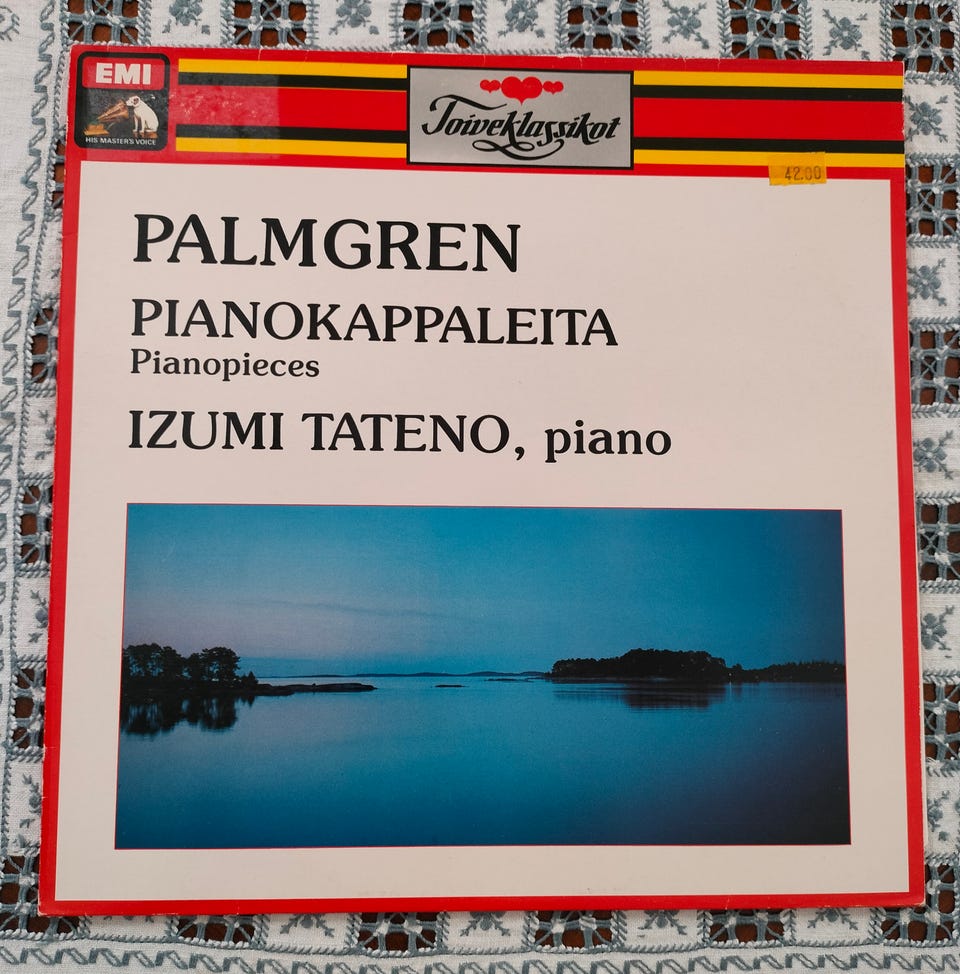 EMI
HIS MASTER'S VOICE
Toiveklassikot
42.00
PALMGREN
PIANOKAPPALEITA
Pianopieces
IZUMI TATENO, piano